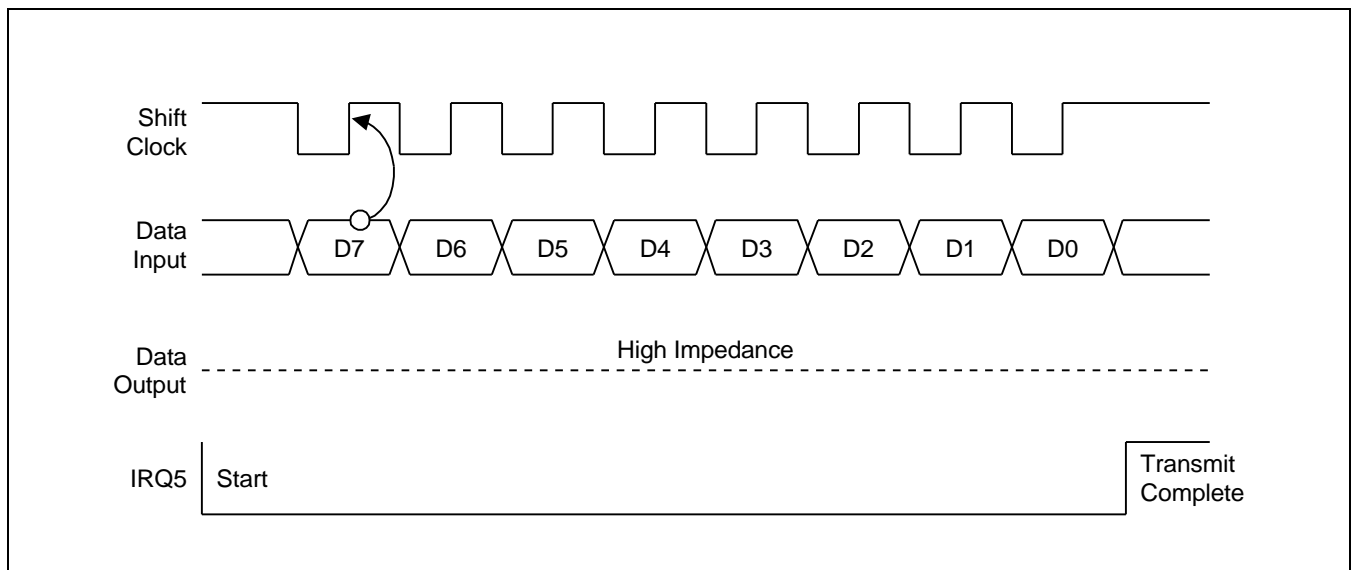 Shift
Clock
Data
Input
D7 D6 D5 D4 D3 D2 D1 D0
Data
Output
High Impedance
IRQ5
Start
Transmit
Complete